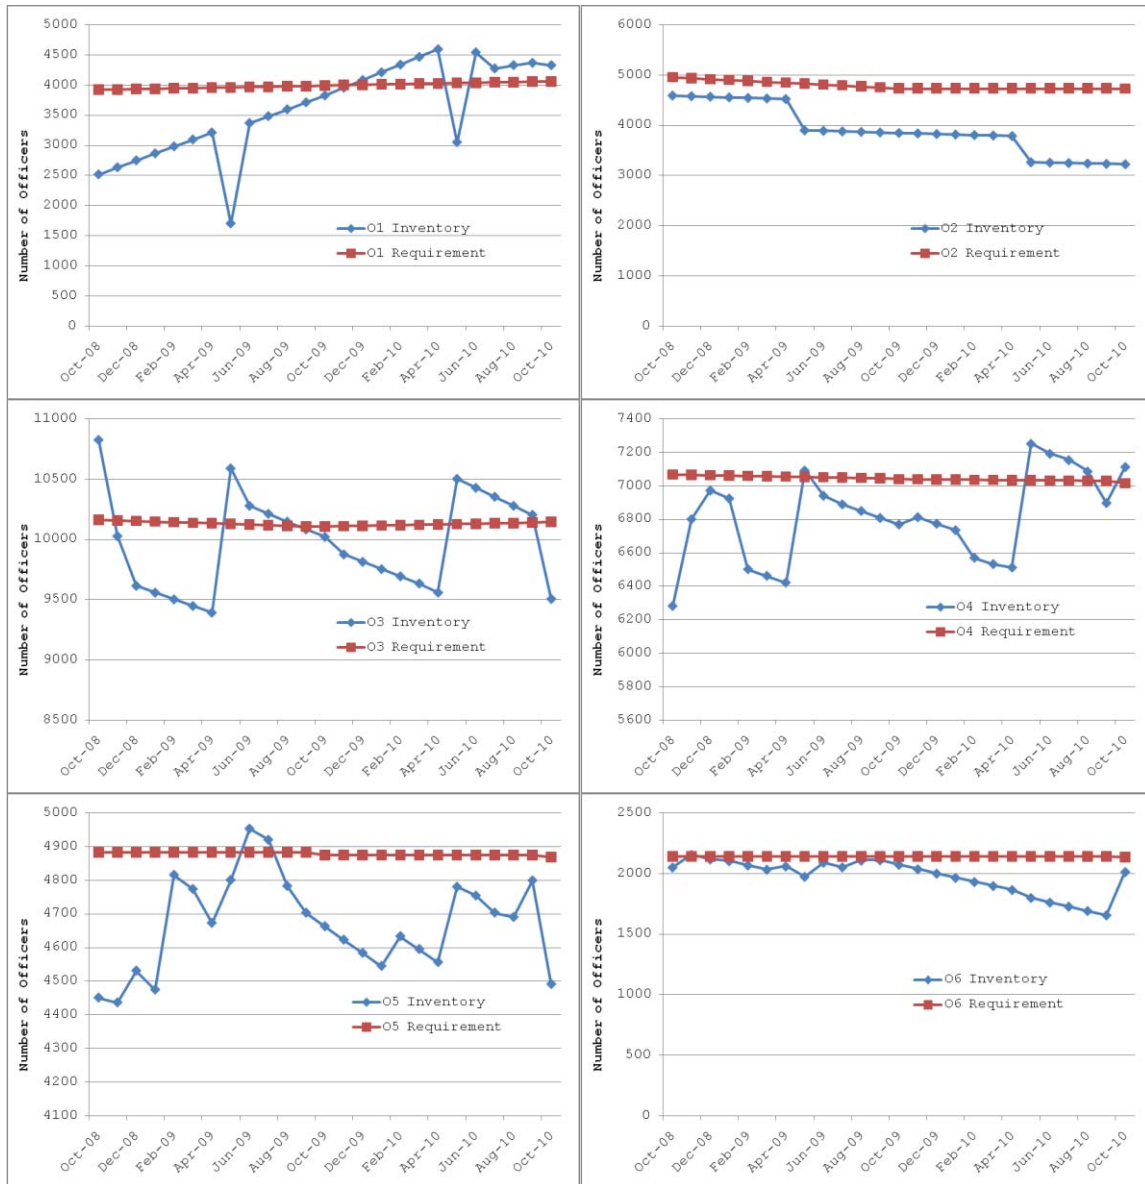 Number of Officers
5000
4500
4000
3500
3000
2500
2000
1500
1000
500
0
O1 Inventory
O1 Requirement
Oct-08
Dec-08
Feb-09
Apr-09
Jun-09
Aug-09
Oct-09
Dec-09
Feb-10
Apr-10
Jun-10
Aug-10
Oct-10
Number of Officers
6000
5000
4000
3000
2000
1000
0
O2 Inventory
O2 Requirement
Oct-08
Dec-08
Feb-09
Apr-09
Jun-09
Aug-09
Oct-09
Dec-09
Feb-10
Apr-10
Jun-10
Aug-10
Oct-10
Number of Officers
11000
10500
10000
9500
9000
8500
O3 Inventory
O3 Requirement
Oct-08
Dec-08
Feb-09
Apr-09
Jun-09
Aug-09
Oct-09
Dec-09
Feb-10
Apr-10
Jun-10
Aug-10
Oct-10
Number of Officers
7400
7200
7000
6800
6600
6400
6200
6000
5800
5600
O4 Inventory
O4 Requirement
Oct-08
Dec-08
Feb-09
Apr-09
Jun-09
Aug-09
Oct-09
Dec-09
Feb-10
Apr-10
Jun-10
Aug-10
Oct-10
Number of Officers
5000
4900
4800
4700
4600
4500
4400
4300
4200
4100
O5 Inventory
O5 Requirement
Oct-08
Dec-08
Feb-09
Apr-09
Jun-09
Aug-09
Oct-09
Dec-09
Feb-10
Apr-10
Jun-10
Aug-10
Oct-10
Number of Officers
2500
2000
1500
1000
500
0
O6 Inventory
O6 Requirement
Oct-08
Dec-08
Feb-09
Apr-09
Jun-09
Aug-09
Oct-09
Dec-09
Feb-10
Apr-10
Jun-10
Aug-10
Oct-10